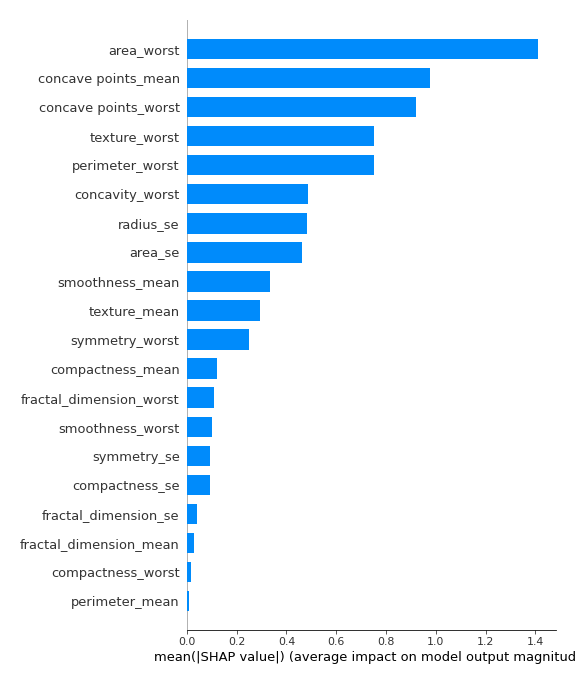 area_worst
concave points_mean
concave points_worst
texture_worst
perimeter_worst
concavity_worst
radius_se
area_se
smoothness_mean
texture_mean
symmetry_worst
compactness_mean
fractal_dimension_worst
smoothness_worst
symmetry_se
compactness_se
fractal_dimension_se
fractal_dimension_mean
compactness_worst
perimeter_mean
0.0 0.2 0.4 0.6 0.8 1.0 1.2 1.4
mean(|SHAP value|) (average impact on model output magnitud